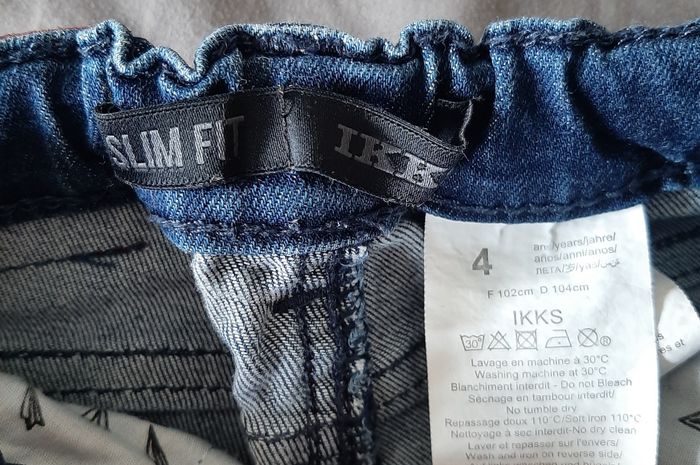 SLIM FIT
IKKS
4
ans/years/jahre/
años/anni/anos/
F 102cm D 104cm
IKKS
30°
Lavage en machine à 30°C
Washing machine at 30°C
Blanchiment interdit - Do not Bleach
Séchage en tambour interdit/
No tumble dry
Repassage doux 110°C/Soft Iron 110°C
Nettoyage à sec interdit-No dry clean
Laver et repasser sur l'envers/
Wash and iron on reverse side/
et